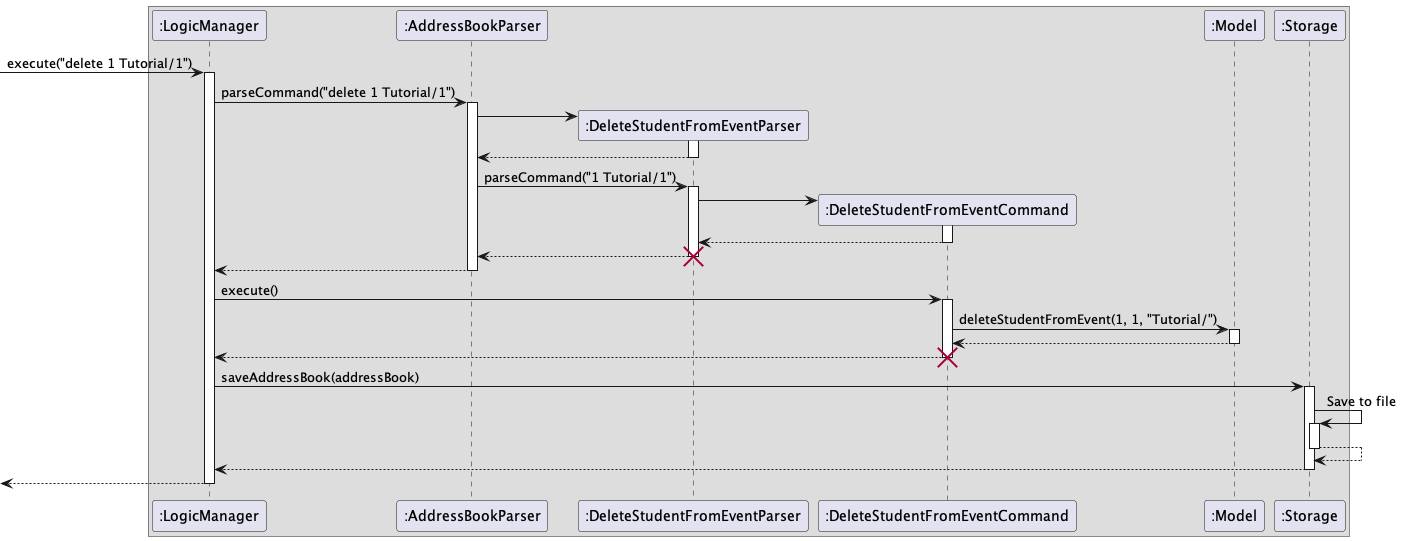 :LogicManager
:AddressBookParser
:Model
:Storage
execute("delete 1 Tutorial/1")
parseCommand("delete 1 Tutorial/1")
:DeleteStudentFromEventParser
parseCommand("1 Tutorial/1")
:DeleteStudentFromEventCommand
execute()
deleteStudentFromEvent(1, 1, "Tutorial/")
saveAddressBook(addressBook)
Save to file
:LogicManager
:AddressBookParser
:DeleteStudentFromEventParser
:DeleteStudentFromEventCommand
:Model
:Storage